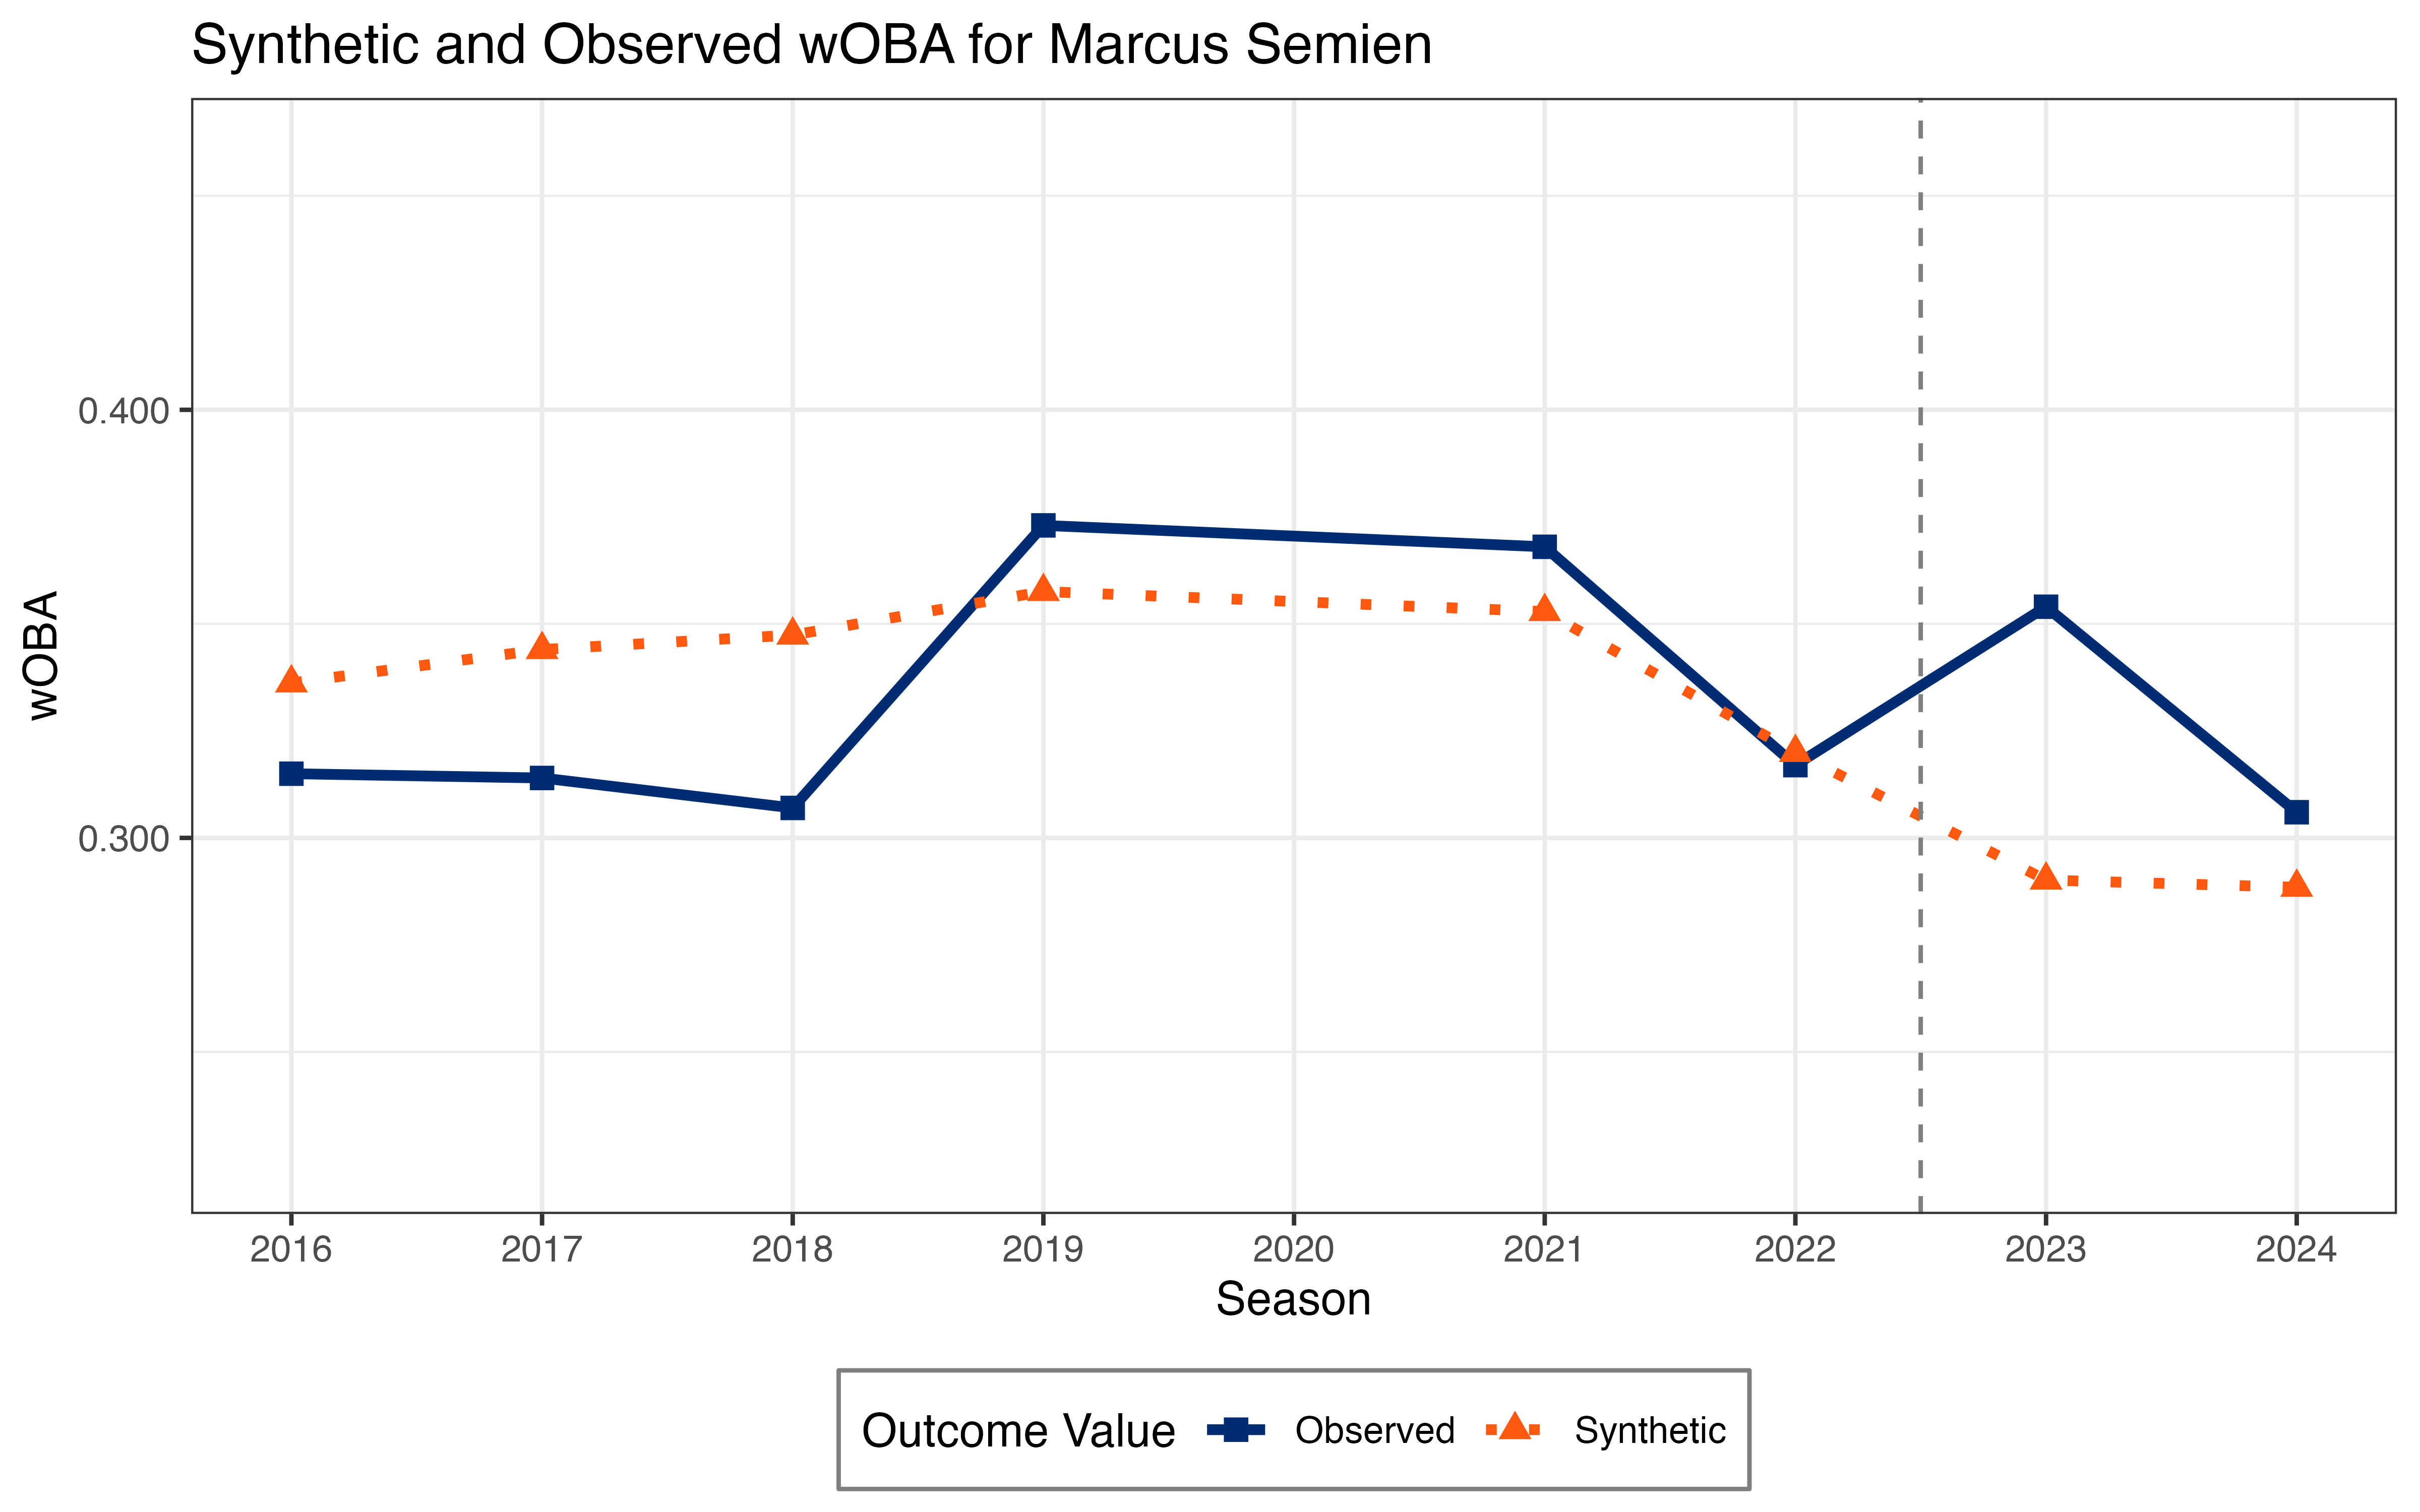 Synthetic and Observed wOBA for Marcus Semien
wOBA
0.400
0.300
2016 2017 2018 2019 2020 2021 2022 2023 2024
Season
Outcome Value Observed Synthetic